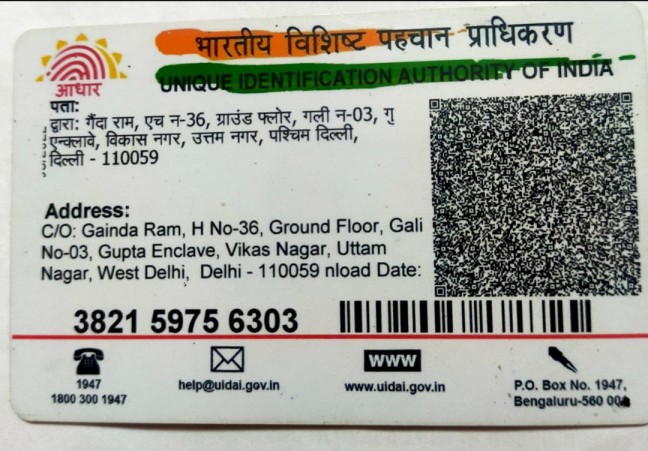 भारतीय विशिष्ट पहचान प्राधिकरण
UNIQUE IDENTIFICATION AUTHORITY OF INDIA
आधार
पता:
द्वारा: गैंदा राम, एच न-36, ग्राउंड फ्लोर, गली न-03, गु
एन्क्लावे, विकास नगर, उत्तम नगर, पश्चिम दिल्ली,
दिल्ली - 110059
Address:
C/O: Gainda Ram, H No-36, Ground Floor, Gali
No-03, Gupta Enclave, Vikas Nagar, Uttam
Nagar, West Delhi, Delhi - 110059 nload Date:
3821 5975 6303
1947
1800 300 1947
help@uidai.gov.in
www
www.uidai.gov.in
P.O. Box No. 1947,
Bengaluru-560 00